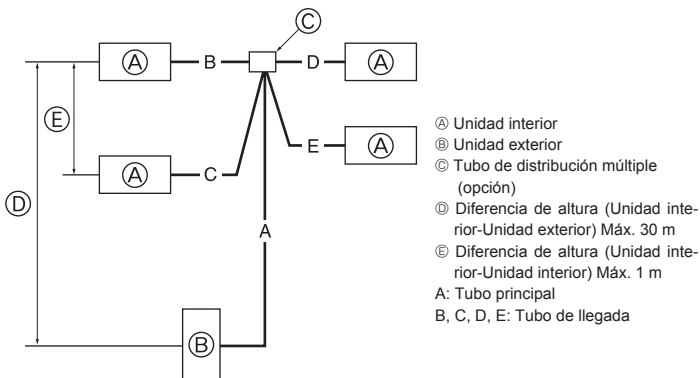 Ⓒ
Ⓐ B D Ⓐ
Ⓔ
Ⓐ C E Ⓐ
Ⓓ
A
Ⓑ
Ⓐ Unidad interior
Ⓑ Unidad exterior
Ⓒ Tubo de distribución múltiple
(opción)
Ⓓ Diferencia de altura (Unidad inte-
rior-Unidad exterior) Máx. 30 m
Ⓔ Diferencia de altura (Unidad inte-
rior-Unidad interior) Máx. 1 m
A: Tubo principal
B, C, D, E: Tubo de llegada